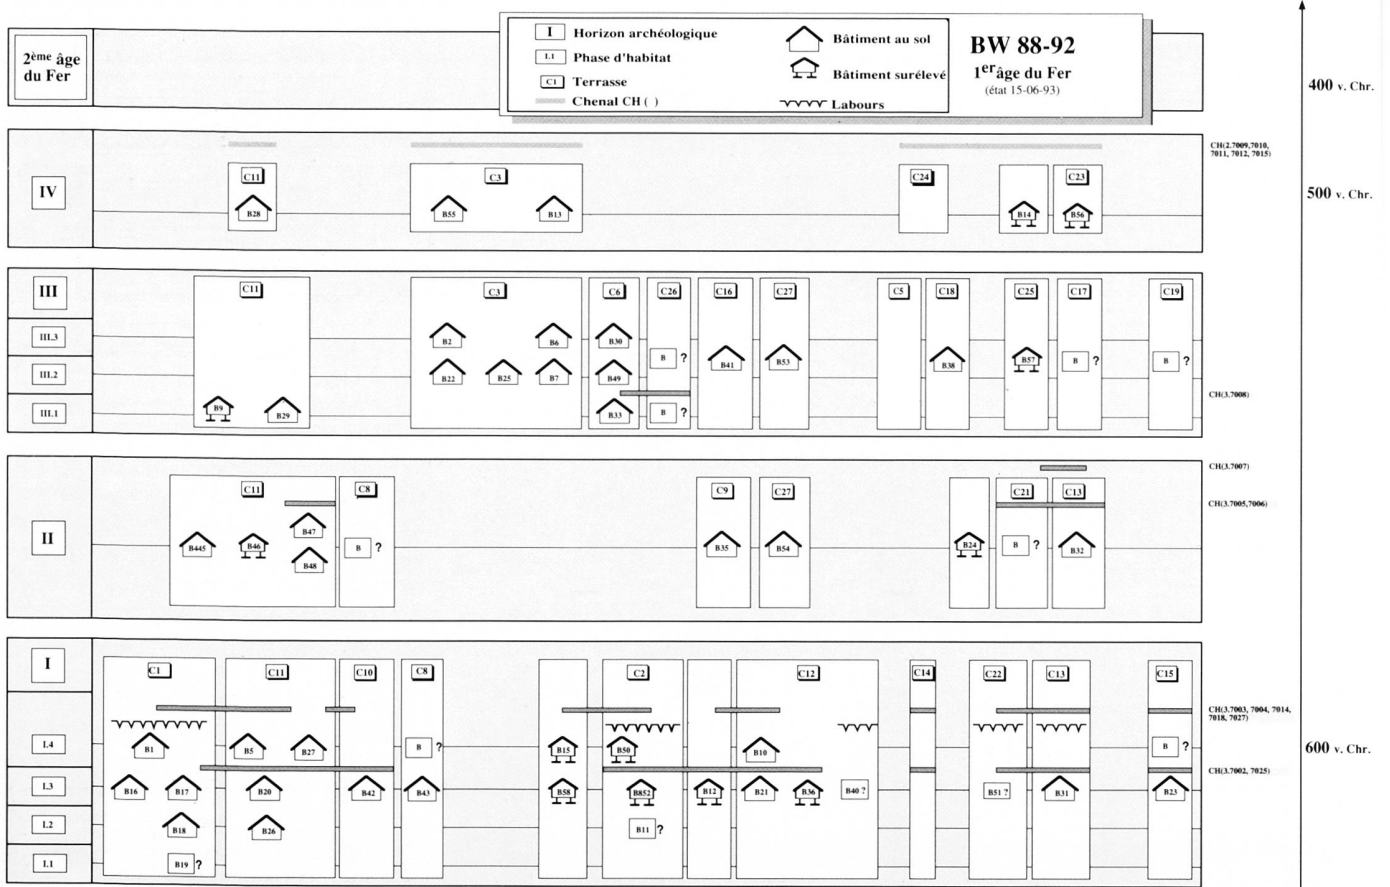 I Horizon archéologique
I.1 Phase d'habitat
C1 Terrasse
Chenal CH ( )
Bâtiment au sol
Bâtiment surélevé
Labours
BW 88-92
1er âge du Fer
(état 15-06-93)
2ème âge
du Fer
400 v. Chr.
CH(2.7009,7010,
7011, 7012, 7015)
IV
C11 C3 C24 C23
B28 B55 B13 B14 B56
500 v. Chr.
III
C11 C3 C6 C26 C16 C27 C5 C18 C25 C17 C19
III.3
B2 B6 B30
B ? B41 B53 B38 B57 B ? B ?
III.2
B22 B25 B7 B49
CH(3.7008)
III.1
B9 B29 B33 B ?
CH(3.7007)
C11 C8 C9 C27 C21 C13
CH(3.7005,7006)
II
B47
B445 B46 B ? B35 B54 B24 B ? B32
B48
I
C1 C11 C10 C8 C2 C12 C14 C22 C13 C15
CH(3.7003, 7004, 7014,
7018, 7027)
I.4
B1 B5 B27 B ? B15 B50 B10 B ?
600 v. Chr.
CH(3.7002, 7025)
I.3
B16 B17 B20 B42 B43 B58 B852 B12 B21 B36 B40 ? B51 ? B31 B23
I.2
B18 B26 B11 ?
I.1
B19 ?